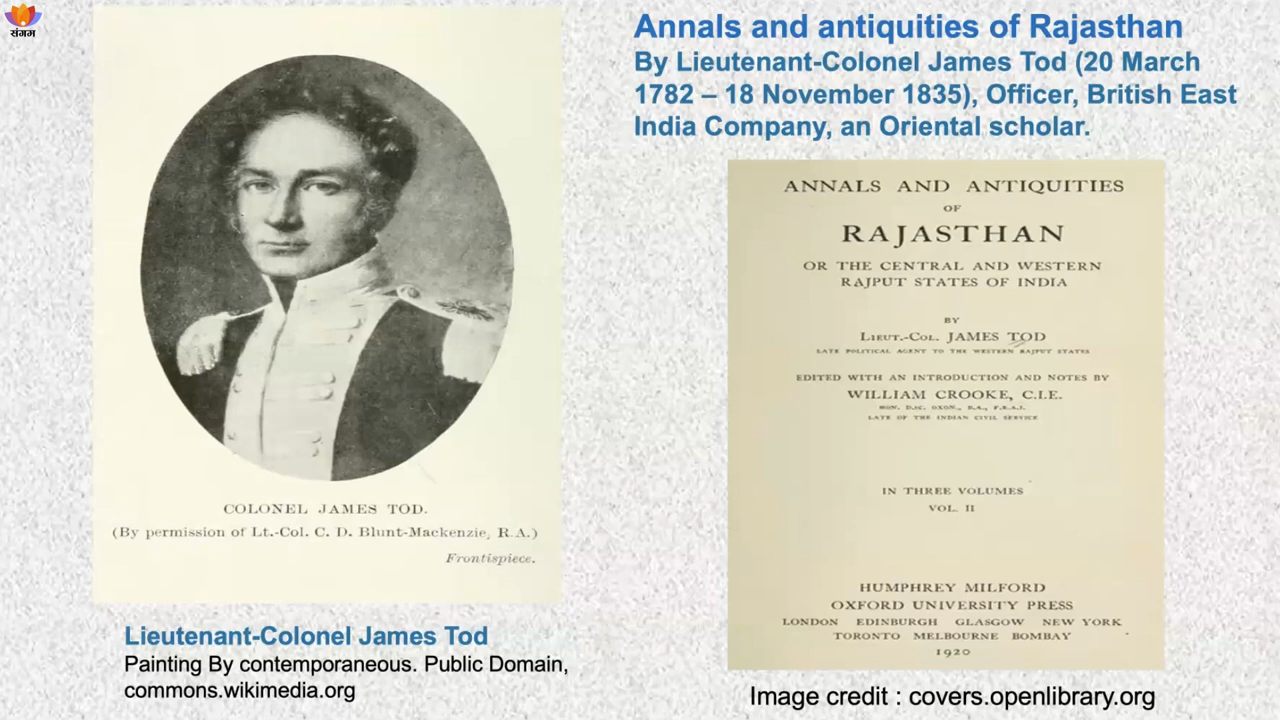 संगम
Annals and antiquities of Rajasthan
By Lieutenant-Colonel James Tod (20 March
1782 – 18 November 1835), Officer, British East
India Company, an Oriental scholar.
COLONEL JAMES TOD.
(By permission of Lt.-Col. C. D. Blunt-Mackenzie, R.A.)
Frontispiece.
Lieutenant-Colonel James Tod
Painting By contemporaneous. Public Domain,
commons.wikimedia.org
ANNALS AND ANTIQUITIES
OF
RAJASTHAN
OR THE CENTRAL AND WESTERN
RAJPUT STATES OF INDIA
BY
LIEUT.-COL. JAMES TOD
LATE POLITICAL AGENT TO THE WESTERN RAJPUT STATES
EDITED WITH AN INTRODUCTION AND NOTES BY
WILLIAM CROOKE, C.I.E.
HON. D.SC. OXON., B.A., F.R.A.I.
LATE OF THE INDIAN CIVIL SERVICE
IN THREE VOLUMES
VOL. II
HUMPHREY MILFORD
OXFORD UNIVERSITY PRESS
LONDON EDINBURGH GLASGOW NEW YORK
TORONTO MELBOURNE BOMBAY
1920
Image credit : covers.openlibrary.org